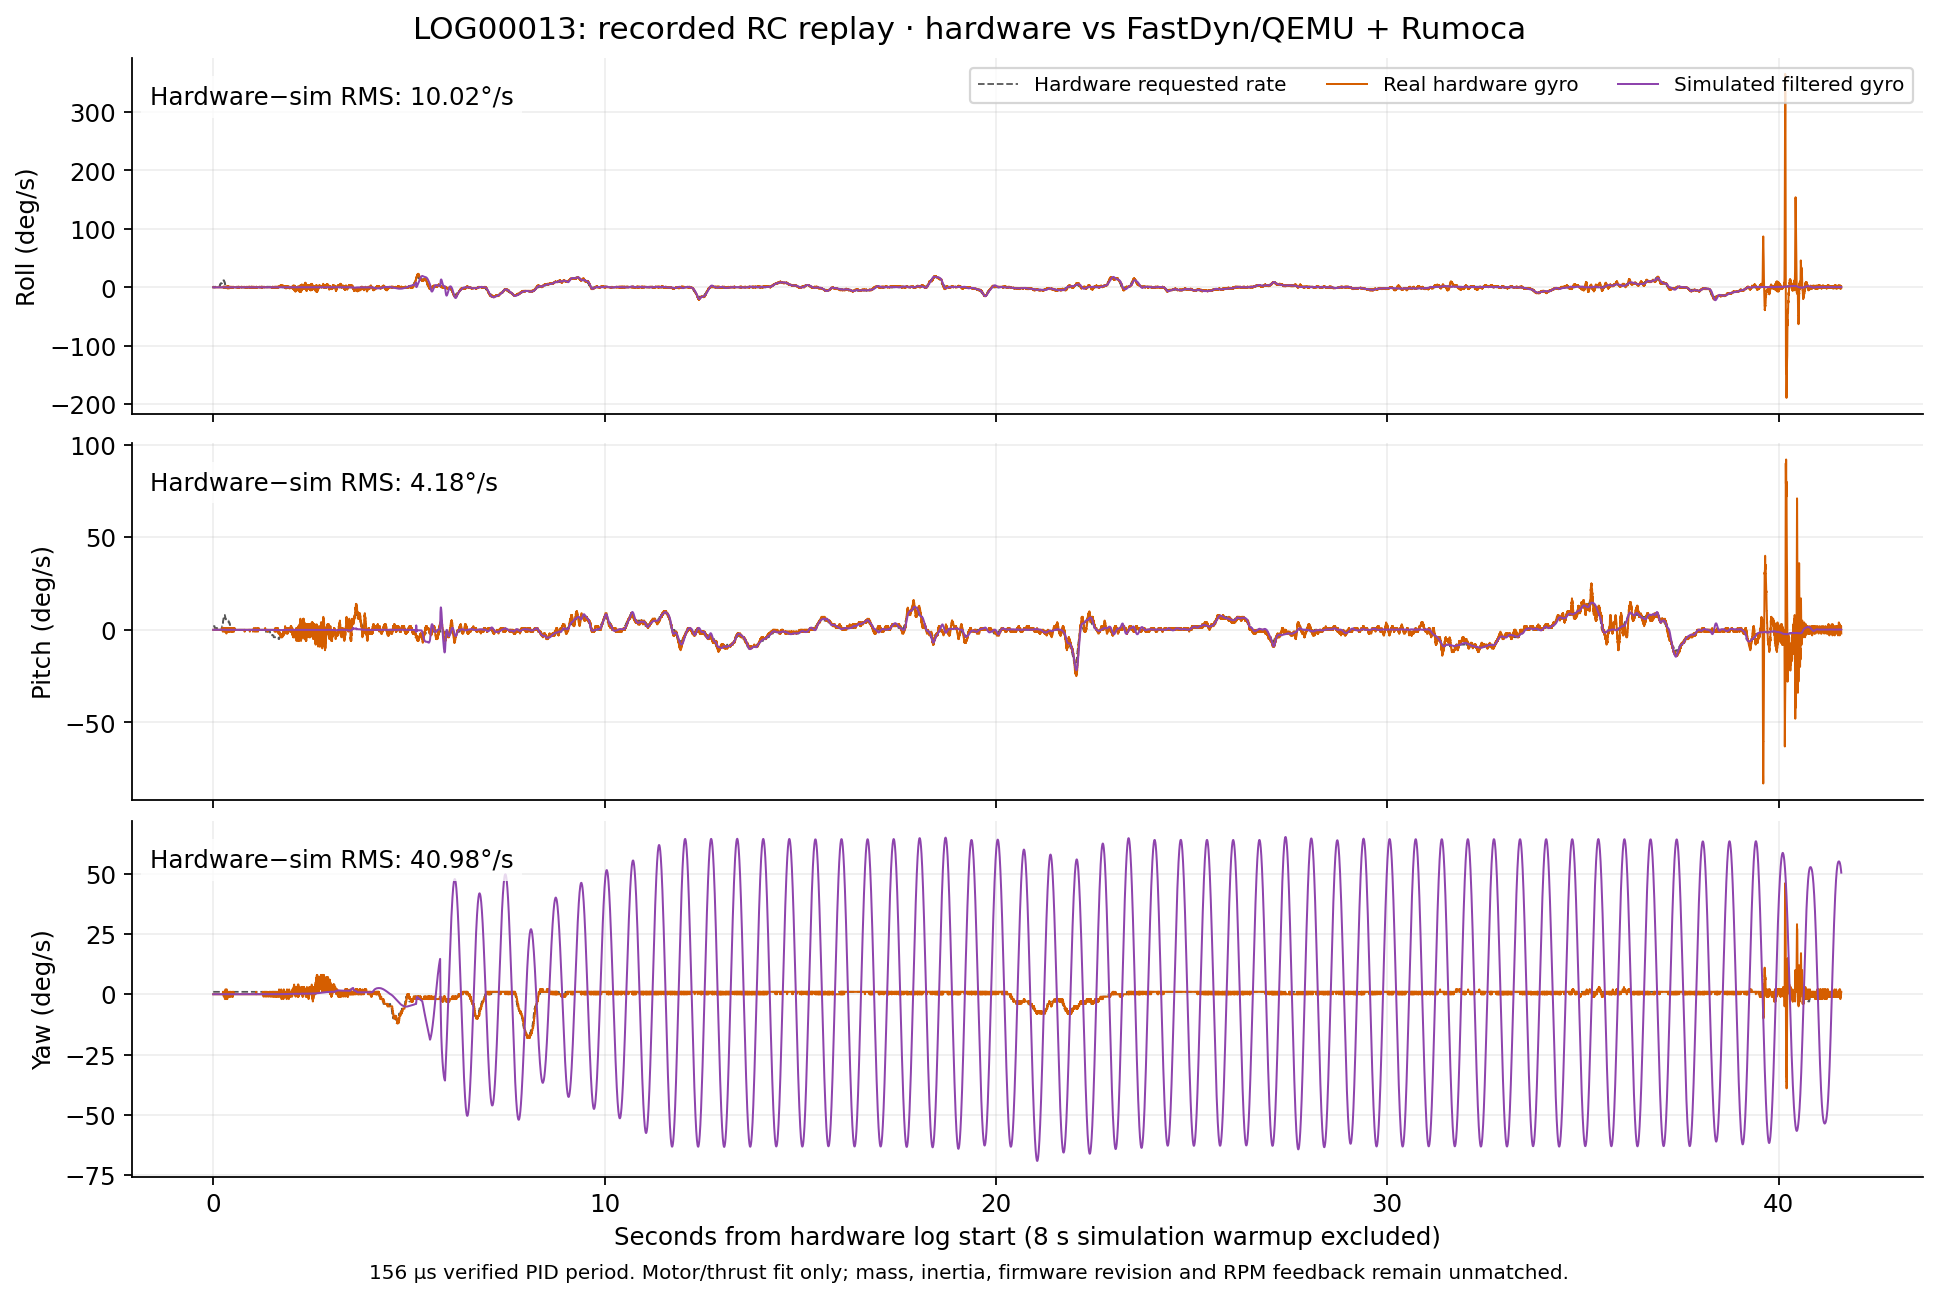 LOG00013: recorded RC replay · hardware vs FastDyn/QEMU + Rumoca
Hardware−sim RMS: 10.02°/s
Hardware requested rate
Real hardware gyro
Simulated filtered gyro
Roll (deg/s)
300
200
100
0
−100
−200
Hardware−sim RMS: 4.18°/s
Pitch (deg/s)
100
50
0
−50
Hardware−sim RMS: 40.98°/s
Yaw (deg/s)
50
25
0
−25
−50
−75
0
10
20
30
40
Seconds from hardware log start (8 s simulation warmup excluded)
156 µs verified PID period. Motor/thrust fit only; mass, inertia, firmware revision and RPM feedback remain unmatched.